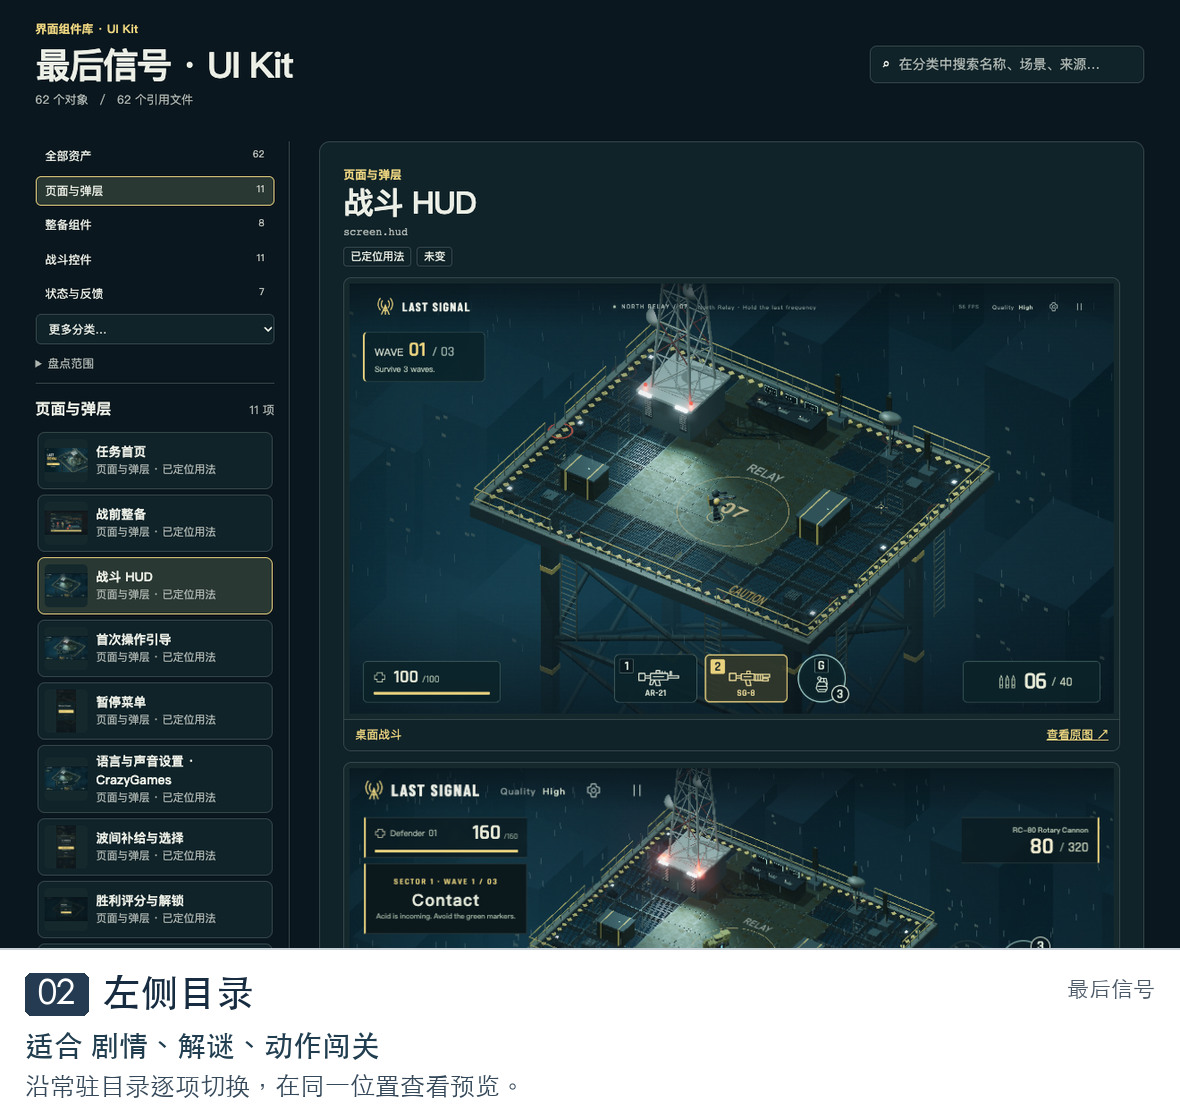 界面组件库 · UI Kit
最后信号 · UI Kit
62 个对象 / 62 个引用文件
在分类中搜索名称、场景、来源...
全部资产 62
页面与弹层 11
整备组件 8
战斗控件 11
状态与反馈 7
更多分类...
盘点范围
页面与弹层 11 项
任务首页
页面与弹层 · 已定位用法
战前整备
页面与弹层 · 已定位用法
战斗 HUD
页面与弹层 · 已定位用法
首次操作引导
页面与弹层 · 已定位用法
暂停菜单
页面与弹层 · 已定位用法
语言与声音设置 ·
CrazyGames
页面与弹层 · 已定位用法
波间补给与选择
页面与弹层 · 已定位用法
胜利评分与解锁
页面与弹层 · 已定位用法
页面与弹层
战斗 HUD
screen.hud
已定位用法 未变
LAST SIGNAL
NORTH RELAY / 07 North Relay · Hold the last frequency
56 FPS Quality High
WAVE 01 / 03
Survive 3 waves.
RELAY
07
CAUTION
100 /100
1 AR-21
2 SG-8
G 3
06 / 40
桌面战斗 查看原图 ↗
LAST SIGNAL Quality High
Defender 01 160 /150
RC-80 Rotary Cannon
80 / 320
SECTOR 1 · WAVE 1 / 03
Contact
Acid is incoming. Avoid the green markers.
RELAY
3
02 左侧目录
最后信号
适合 剧情、解谜、动作闯关
沿常驻目录逐项切换，在同一位置查看预览。